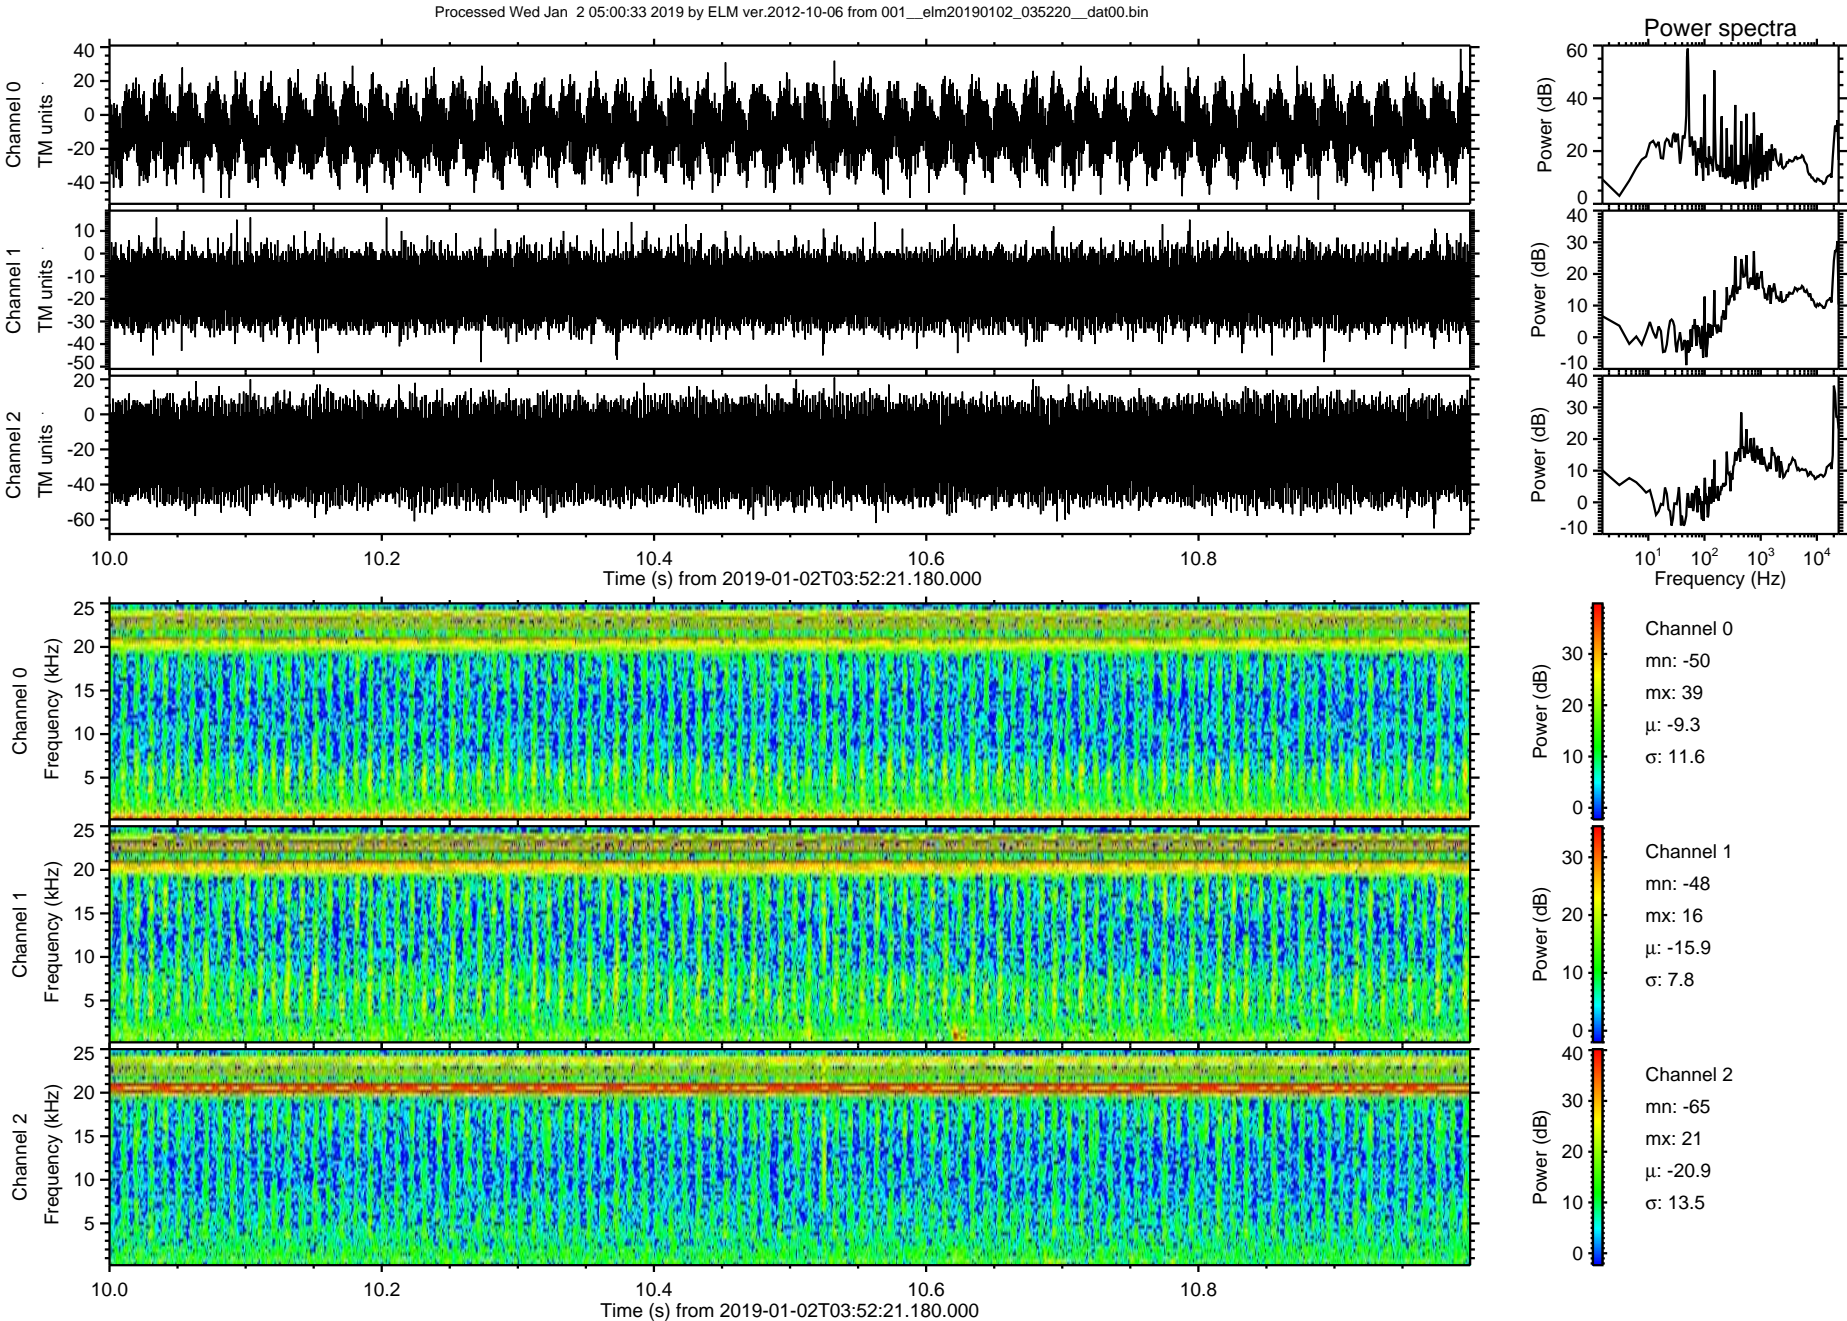 Processed Wed Jan  2 05:00:33 2019 by ELM ver.2012-10-06 from 001__elm20190102_035220__dat00.bin
Power spectra
Channel 0
TM units
40
20
0
-20
-40
Power (dB)
60
40
20
0
Channel 1
TM units
10
0
-10
-20
-30
-40
-50
Power (dB)
40
30
20
10
0
-10
Channel 2
TM units
20
0
-20
-40
-60
Power (dB)
40
30
20
10
0
-10
10.0 10.2 10.4 10.6 10.8
Time (s) from 2019-01-02T03:52:21.180.000
10¹ 10² 10³ 10⁴
Frequency (Hz)
Channel 0
Frequency (kHz)
25
20
15
10
5
Power (dB)
30
20
10
0
Channel 0
mn: -50
mx: 39
μ: -9.3
σ: 11.6
Channel 1
Frequency (kHz)
25
20
15
10
5
Power (dB)
30
20
10
0
Channel 1
mn: -48
mx: 16
μ: -15.9
σ: 7.8
Channel 2
Frequency (kHz)
25
20
15
10
5
Power (dB)
40
30
20
10
0
Channel 2
mn: -65
mx: 21
μ: -20.9
σ: 13.5
10.0 10.2 10.4 10.6 10.8
Time (s) from 2019-01-02T03:52:21.180.000